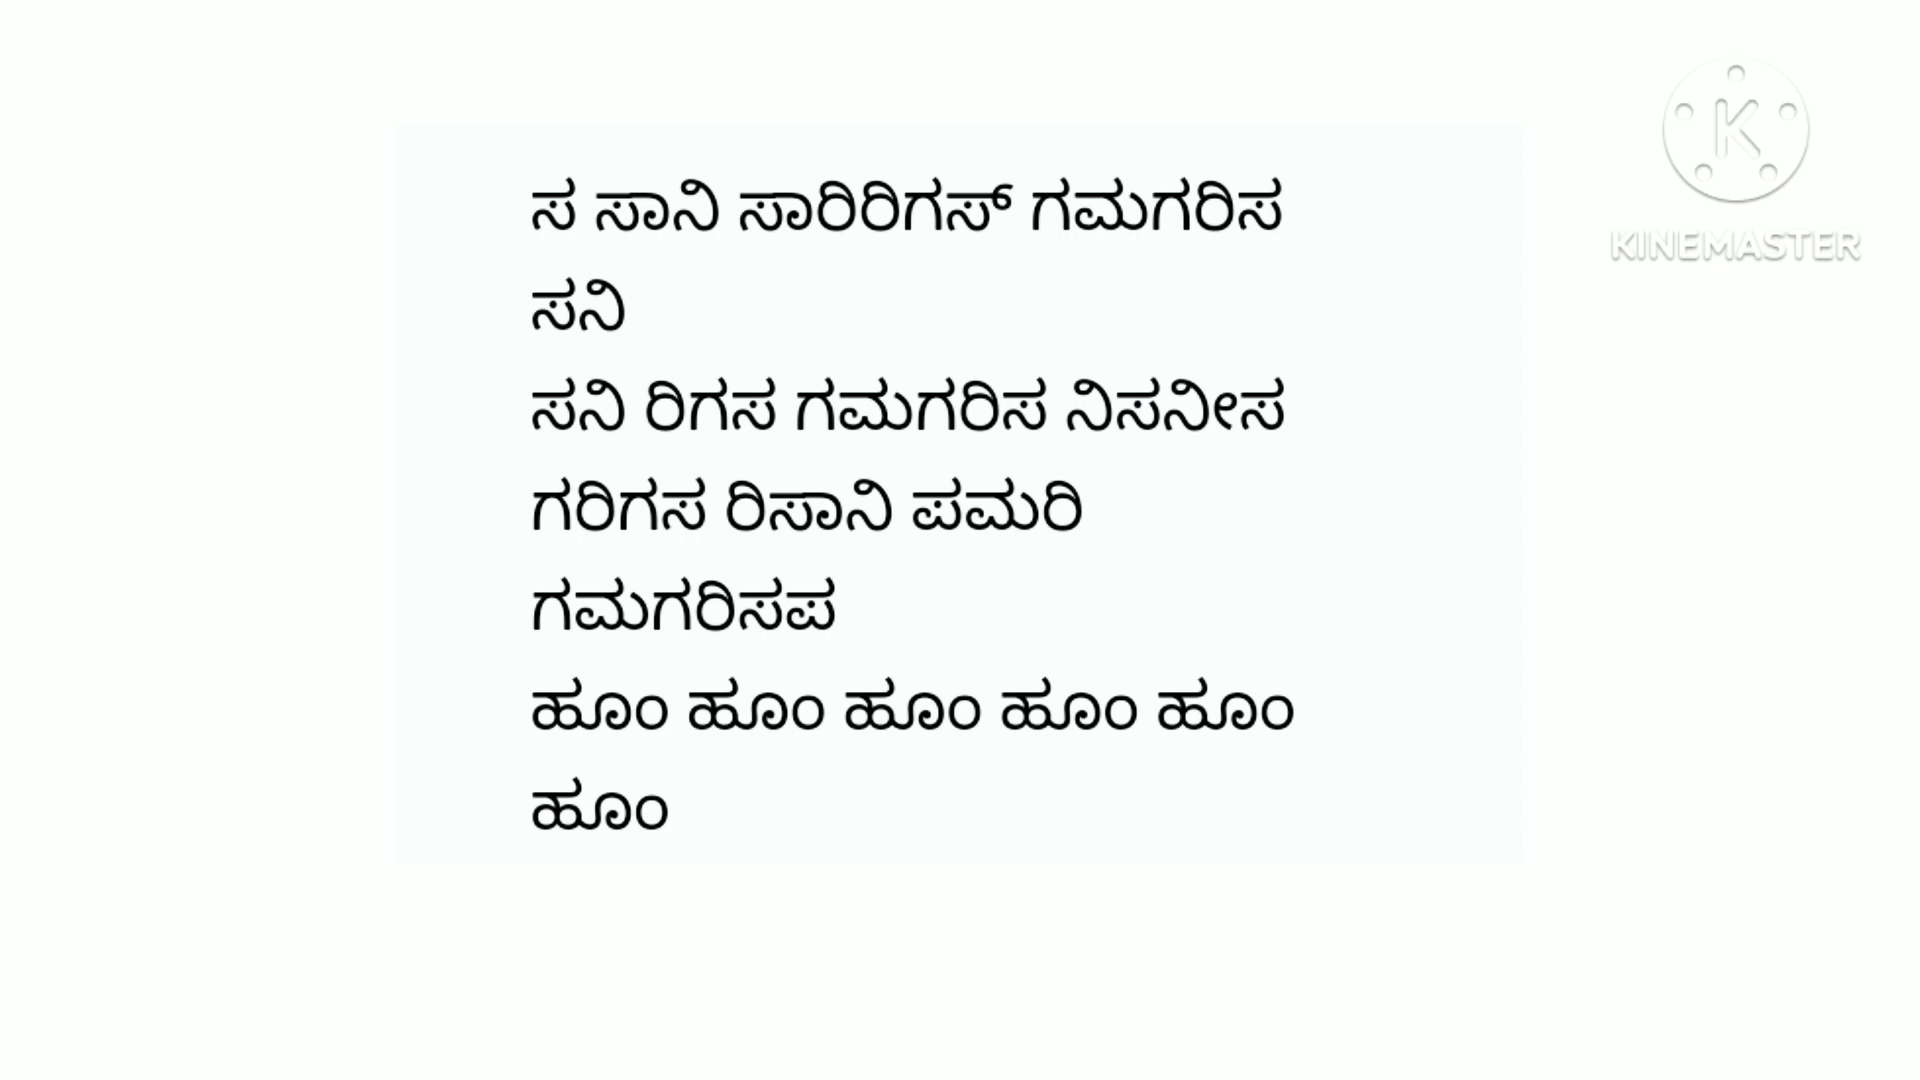 ಸ ಸಾನಿ ಸಾರಿರಿಗಸ್ ಗಮಗರಿಸ
ಸನಿ
ಸನಿ ರಿಗಸ ಗಮಗರಿಸ ನಿಸನೀಸ
ಗರಿಗಸ ರಿಸಾನಿ ಪಮರಿ
ಗಮಗರಿಸಪ
ಹೂಂ ಹೂಂ ಹೂಂ ಹೂಂ ಹೂಂ
ಹೂಂ
K
KINEMASTER